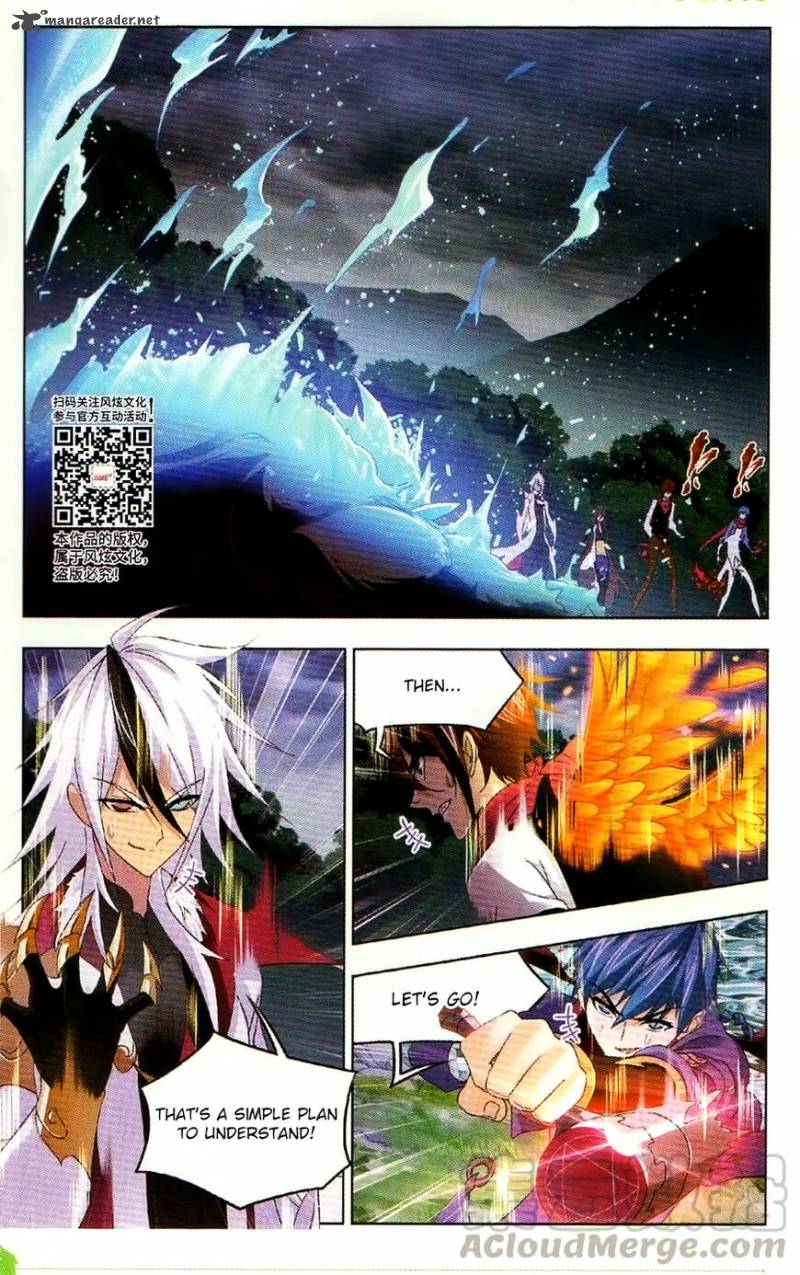 mangareader.net
扫码关注风炫文化
参与官方互动活动!
本作品的版权,
属于风炫文化,
盗版必究!
THEN...
LET'S GO!
THAT'S A SIMPLE PLAN
TO UNDERSTAND!
ACloudMerge.com